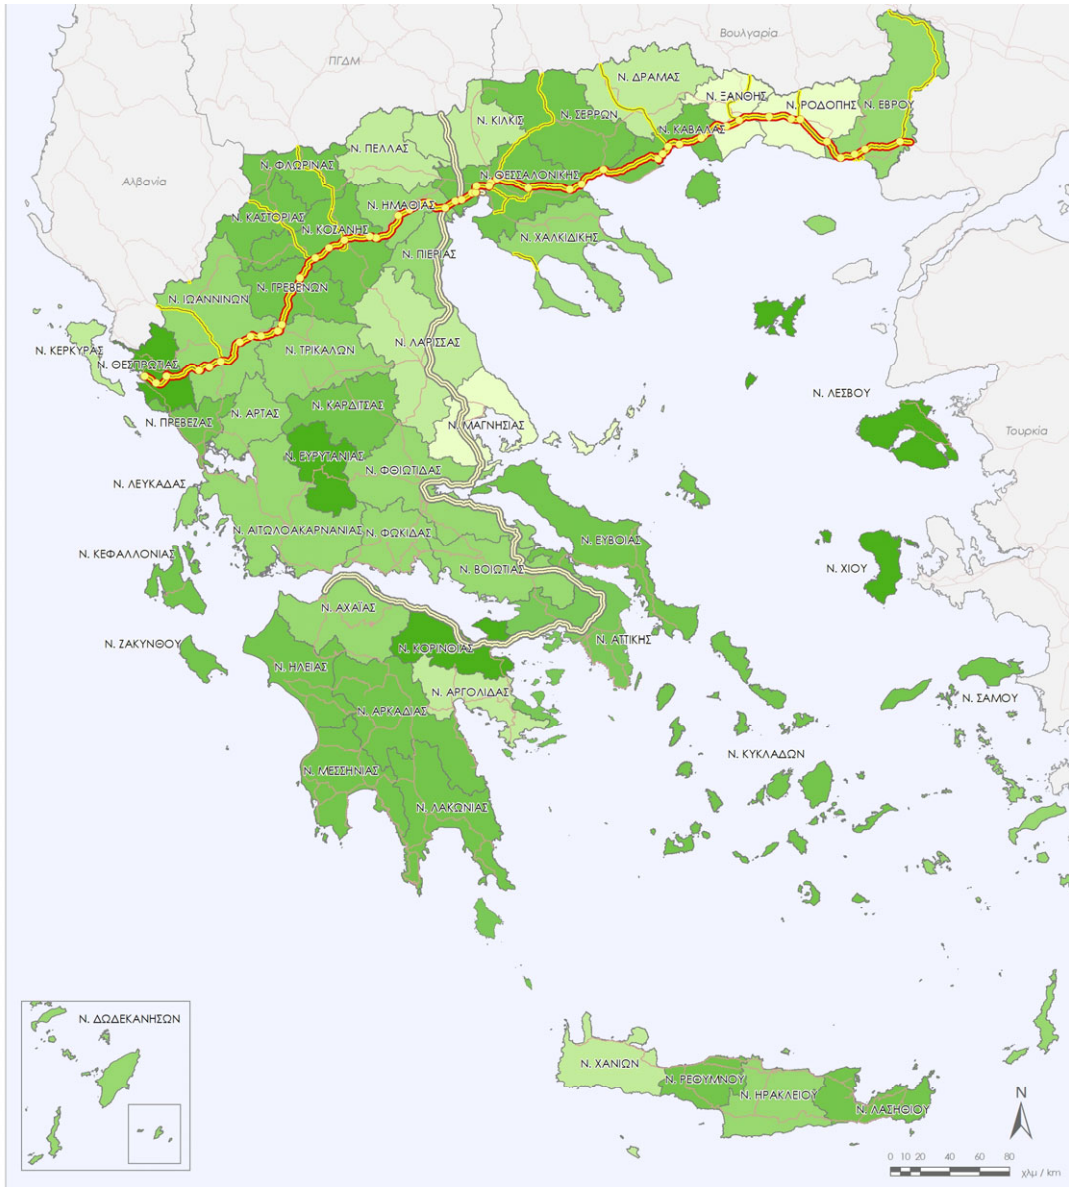 Βουλγαρία
ΠΓΔΜ
Ν. ΔΡΑΜΑΣ
Ν. ΞΑΝΘΗΣ
Ν. ΡΟΔΟΠΗΣ
Ν. ΕΒΡΟΥ
Ν. ΚΙΛΚΙΣ
Ν. ΣΕΡΡΩΝ
Ν. ΚΑΒΑΛΑΣ
Ν. ΠΕΛΛΑΣ
Ν. ΦΛΩΡΙΝΑΣ
Ν. ΘΕΣΣΑΛΟΝΙΚΗΣ
Αλβανία
Ν. ΗΜΑΘΙΑΣ
Ν. ΚΑΣΤΟΡΙΑΣ
Ν. ΚΟΖΑΝΗΣ
Ν. ΧΑΛΚΙΔΙΚΗΣ
Ν. ΠΙΕΡΙΑΣ
Ν. ΓΡΕΒΕΝΩΝ
Ν. ΙΩΑΝΝΙΝΩΝ
Ν. ΛΑΡΙΣΣΑΣ
Ν. ΚΕΡΚΥΡΑΣ
Ν. ΤΡΙΚΑΛΩΝ
Ν. ΘΕΣΠΡΩΤΙΑΣ
Ν. ΛΕΣΒΟΥ
Ν. ΚΑΡΔΙΤΣΑΣ
Ν. ΑΡΤΑΣ
Ν. ΠΡΕΒΕΖΑΣ
Ν. ΜΑΓΝΗΣΙΑΣ
Τουρκία
Ν. ΕΥΡΥΤΑΝΙΑΣ
Ν. ΦΘΙΩΤΙΔΑΣ
Ν. ΛΕΥΚΑΔΑΣ
Ν. ΑΙΤΩΛΟΑΚΑΡΝΑΝΙΑΣ
Ν. ΦΩΚΙΔΑΣ
Ν. ΕΥΒΟΙΑΣ
Ν. ΚΕΦΑΛΛΟΝΙΑΣ
Ν. ΒΟΙΩΤΙΑΣ
Ν. ΧΙΟΥ
Ν. ΑΧΑΪΑΣ
Ν. ΖΑΚΥΝΘΟΥ
Ν. ΚΟΡΙΝΘΙΑΣ
Ν. ΑΤΤΙΚΗΣ
Ν. ΗΛΕΙΑΣ
Ν. ΑΡΓΟΛΙΔΑΣ
Ν. ΣΑΜΟΥ
Ν. ΑΡΚΑΔΙΑΣ
Ν. ΚΥΚΛΑΔΩΝ
Ν. ΜΕΣΣΗΝΙΑΣ
Ν. ΛΑΚΩΝΙΑΣ
Ν. ΔΩΔΕΚΑΝΗΣΩΝ
Ν. ΧΑΝΙΩΝ
Ν. ΡΕΘΥΜΝΟΥ
Ν. ΗΡΑΚΛΕΙΟΥ
Ν. ΛΑΣΗΘΙΟΥ
N
0 10 20 40 60 80
χλμ / km